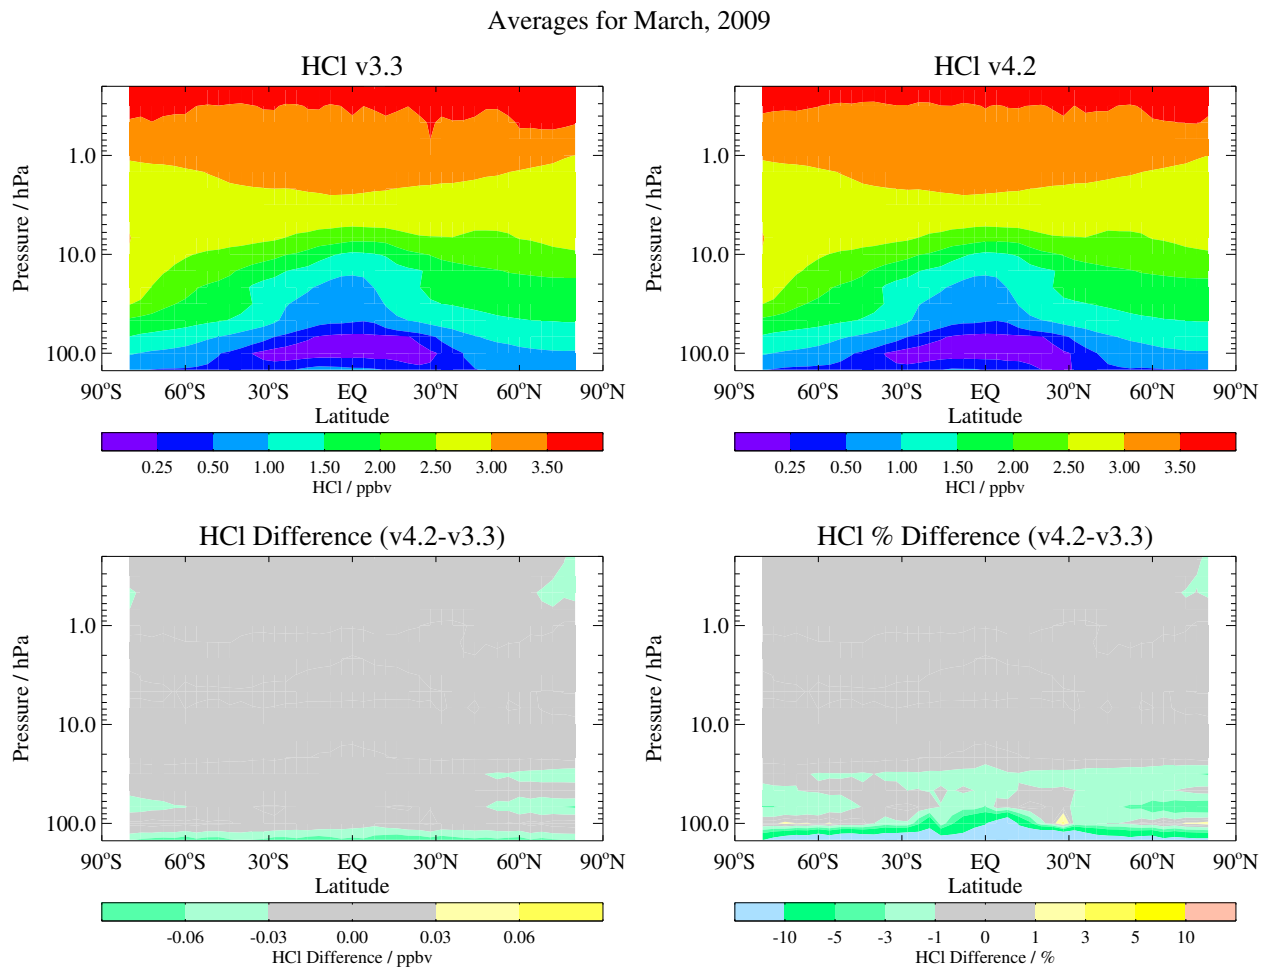 Averages for March, 2009
HCl v3.3
HCl v4.2
Pressure / hPa
1.0
10.0
100.0
90°S 60°S 30°S EQ 30°N 60°N 90°N
Latitude
0.25 0.50 1.00 1.50 2.00 2.50 3.00 3.50
HCl / ppbv
Pressure / hPa
1.0
10.0
100.0
90°S 60°S 30°S EQ 30°N 60°N 90°N
Latitude
0.25 0.50 1.00 1.50 2.00 2.50 3.00 3.50
HCl / ppbv
HCl Difference (v4.2-v3.3)
HCl % Difference (v4.2-v3.3)
Pressure / hPa
1.0
10.0
100.0
90°S 60°S 30°S EQ 30°N 60°N 90°N
Latitude
-0.06 -0.03 0.00 0.03 0.06
HCl Difference / ppbv
Pressure / hPa
1.0
10.0
100.0
90°S 60°S 30°S EQ 30°N 60°N 90°N
Latitude
-10 -5 -3 -1 0 1 3 5 10
HCl Difference / %